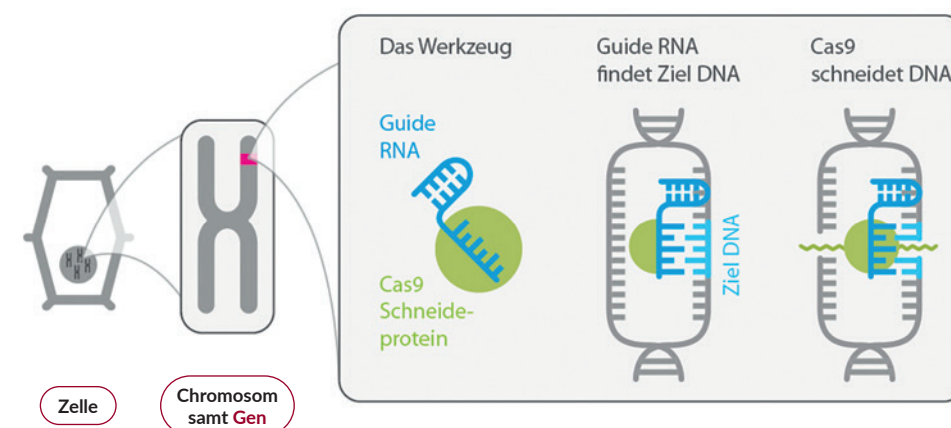 Das Werkzeug
Guide RNA
findet Ziel DNA
Cas9
schneidet DNA
Guide
RNA
Cas9
Schneide-
protein
Ziel DNA
Zelle
Chromosom
samt Gen